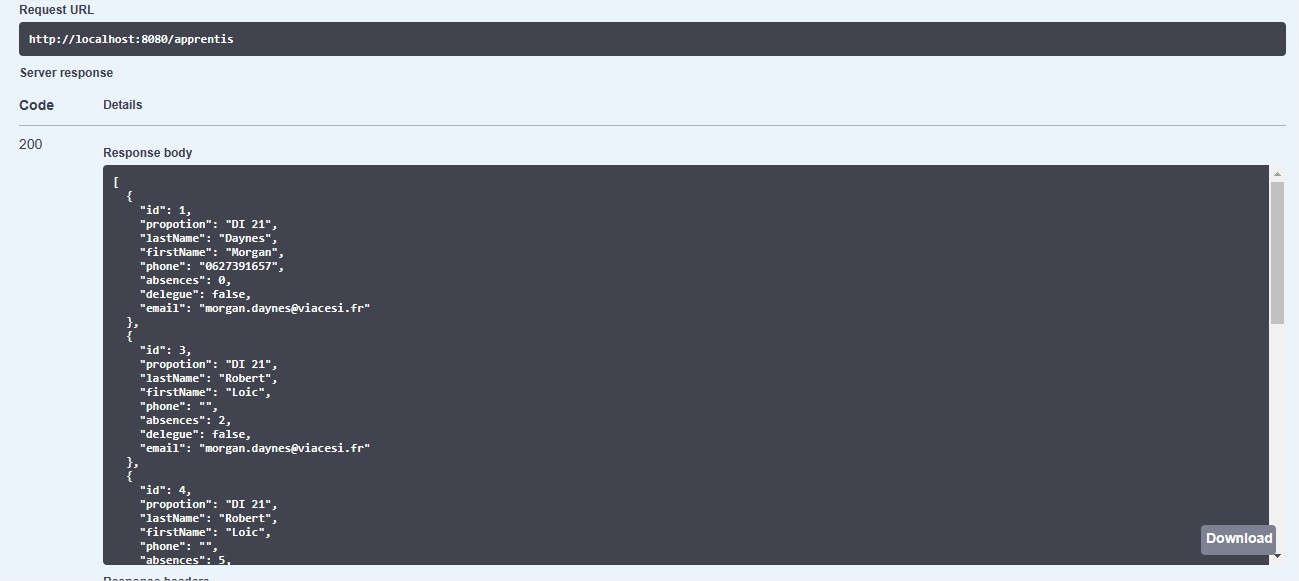 Request URL
http://localhost:8080/apprentis
Server response
Code Details
200
Response body
[
{
"id": 1,
"propotion": "DI 21",
"lastName": "Daynes",
"firstName": "Morgan",
"phone": "0627391657",
"absences": 0,
"delegue": false,
"email": "morgan.daynes@viacesi.fr"
},
{
"id": 3,
"propotion": "DI 21",
"lastName": "Robert",
"firstName": "Loic",
"phone": "",
"absences": 2,
"delegue": false,
"email": "morgan.daynes@viacesi.fr"
},
{
"id": 4,
"propotion": "DI 21",
"lastName": "Robert",
"firstName": "Loic",
"phone": "",
"absences": 5,
Download
Response headers